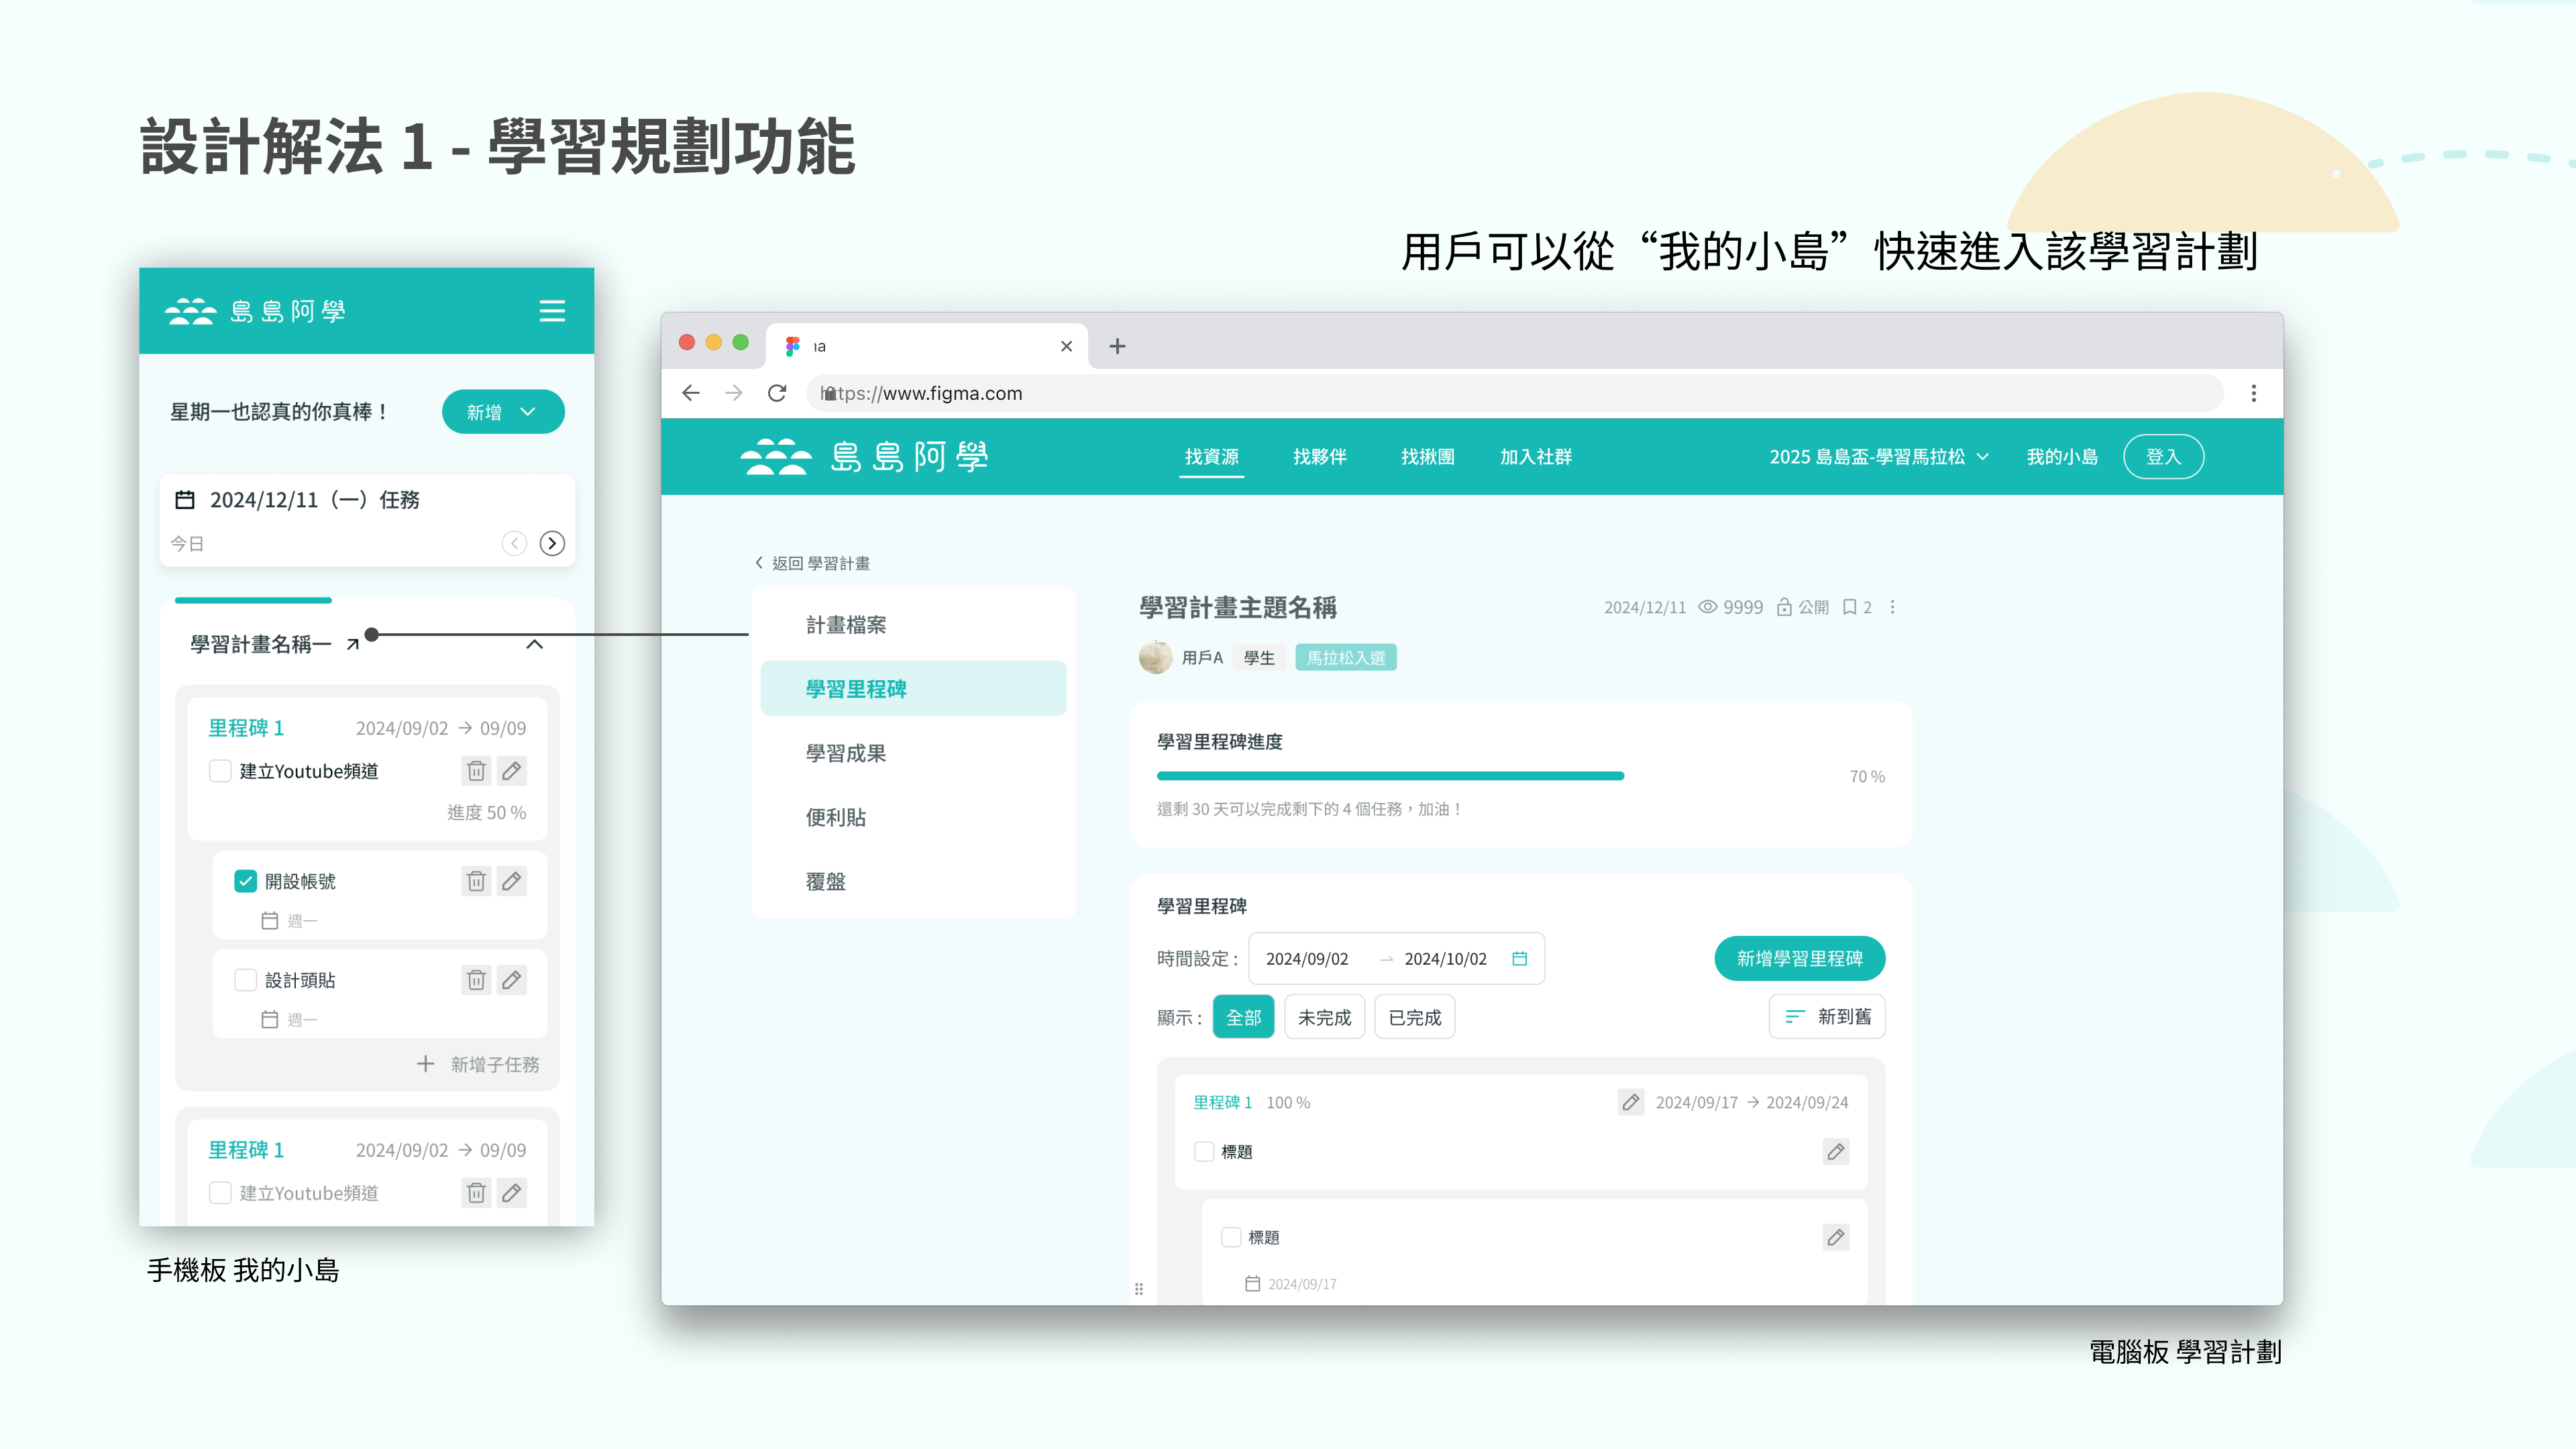 設計解法 1 - 學習規劃功能
用戶可以從“我的小島”快速進入該學習計劃
島島阿學
星期一也認真的你真棒！
新增
2024/12/11（一）任務
今日
學習計畫名稱一
里程碑 1
2024/09/02 → 09/09
建立Youtube頻道
進度 50 %
開設帳號
週一
設計頭貼
週一
新增子任務
里程碑 1
2024/09/02 → 09/09
建立Youtube頻道
手機板 我的小島
https://www.figma.com
島島阿學
找資源
找夥伴
找揪團
加入社群
2025 島島盃-學習馬拉松
我的小島
登入
返回 學習計畫
計畫檔案
學習里程碑
學習成果
便利貼
覆盤
學習計畫主題名稱
2024/12/11
9999
公開
2
用戶A
學生
馬拉松入選
學習里程碑進度
70 %
還剩 30 天可以完成剩下的 4 個任務，加油！
學習里程碑
時間設定 :
2024/09/02 → 2024/10/02
新增學習里程碑
顯示 :
全部
未完成
已完成
新到舊
里程碑 1
100 %
2024/09/17 → 2024/09/24
標題
標題
2024/09/17
電腦板 學習計劃